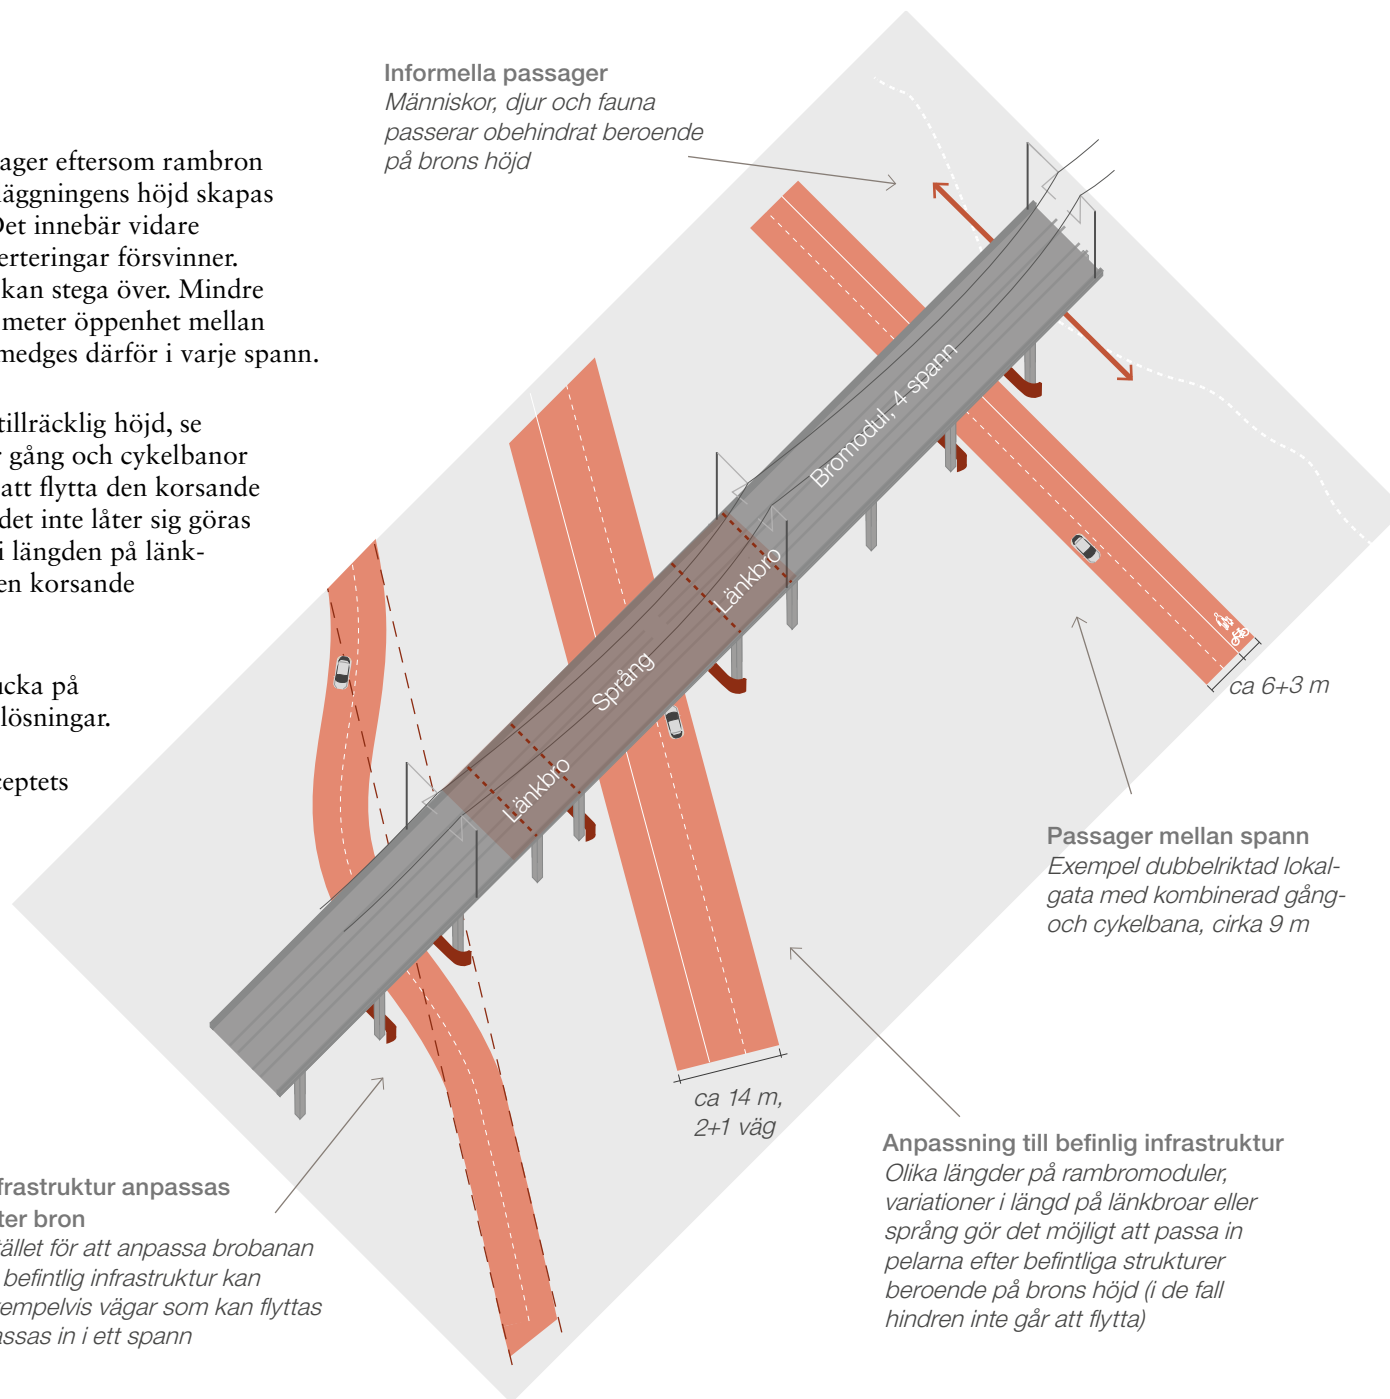 Informella passager
Människor, djur och fauna
passerar obehindrat beroende
på brons höjd
ager eftersom rambron
läggningens höjd skapas
Det innebär vidare
erteringar försvinner.
kan stega över. Mindre
meter öppenhet mellan
medges därför i varje spann.
tillräcklig höjd, se
gång och cykelbanor
att flytta den korsande
det inte låter sig göras
i längden på länk-
en korsande
ucka på
lösningar.
ceptets
Bromodul, 4 spann
Länkbro
Språng
Länkbro
ca 6+3 m
Passager mellan spann
Exempel dubbelriktad lokal-
gata med kombinerad gång-
och cykelbana, cirka 9 m
ca 14 m,
2+1 väg
Anpassning till befinlig infrastruktur
Olika längder på rambromoduler,
variationer i längd på länkbroar eller
språng gör det möjligt att passa in
pelarna efter befintliga strukturer
beroende på brons höjd (i de fall
hindren inte går att flytta)
frastruktur anpassas
ter bron
tället för att anpassa brobanan
befintlig infrastruktur kan
empelvis vägar som kan flyttas
assas in i ett spann